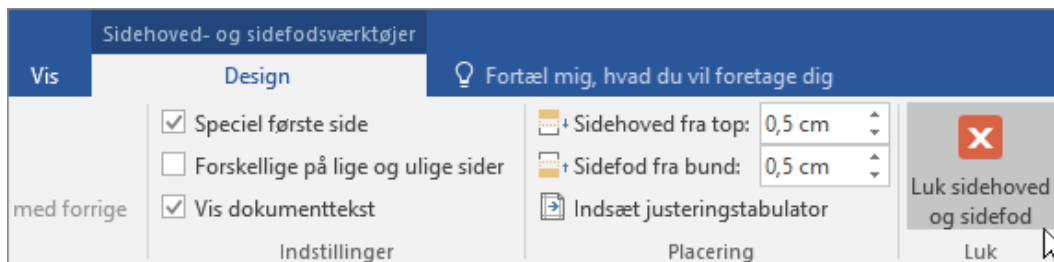 Sidehoved- og sidefodsværktøjer
Vis
Design
Fortæl mig, hvad du vil foretage dig
Speciel første side
Forskellige på lige og ulige sider
med forrige
Vis dokumenttekst
Indstillinger
Sidehoved fra top: 0,5 cm
Sidefod fra bund: 0,5 cm
Indsæt justeringstabulator
Placering
Luk sidehoved
og sidefod
Luk